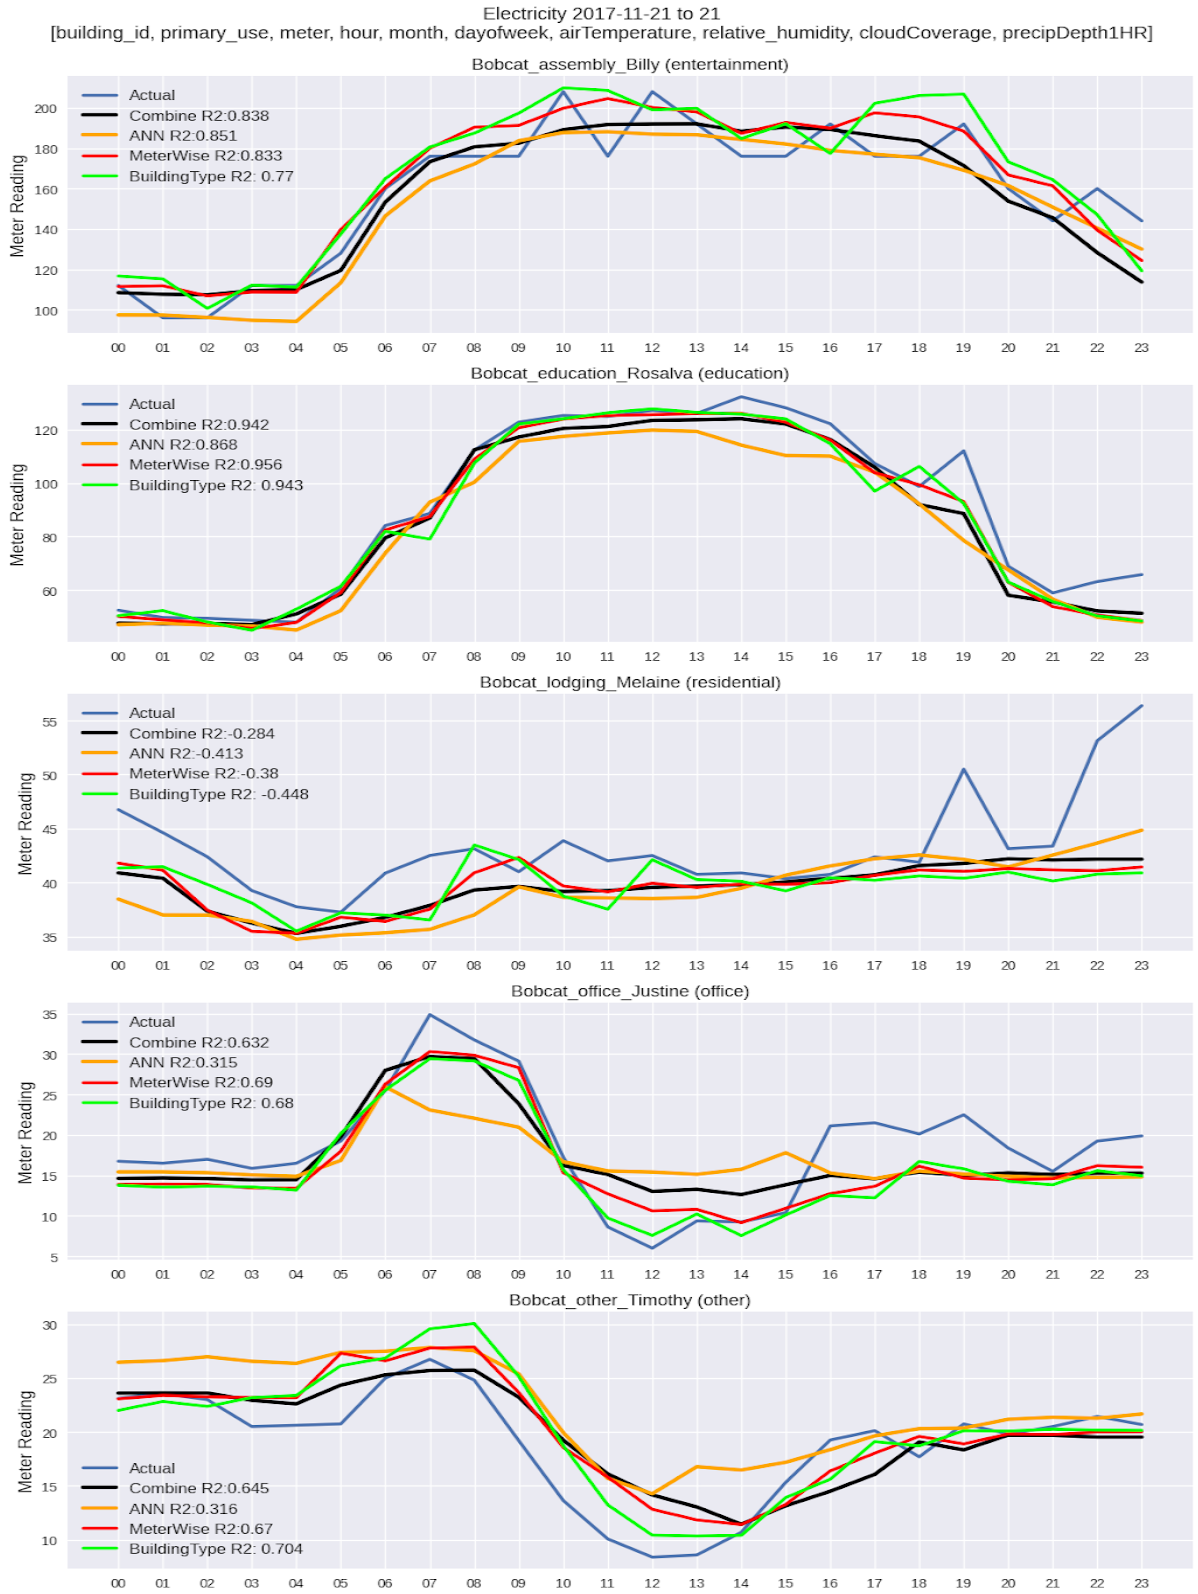 Electricity 2017-11-21 to 21
[building_id, primary_use, meter, hour, month, dayofweek, airTemperature, relative_humidity, cloudCoverage, precipDepth1HR]
Bobcat_assembly_Billy (entertainment)
Actual
Combine R2:0.838
ANN R2:0.851
MeterWise R2:0.833
BuildingType R2: 0.77
Meter Reading
200
180
160
140
120
100
00 01 02 03 04 05 06 07 08 09 10 11 12 13 14 15 16 17 18 19 20 21 22 23
Bobcat_education_Rosalva (education)
Actual
Combine R2:0.942
ANN R2:0.868
MeterWise R2:0.956
BuildingType R2: 0.943
Meter Reading
120
100
80
60
00 01 02 03 04 05 06 07 08 09 10 11 12 13 14 15 16 17 18 19 20 21 22 23
Bobcat_lodging_Melaine (residential)
Actual
Combine R2:-0.284
ANN R2:-0.413
MeterWise R2:-0.38
BuildingType R2: -0.448
Meter Reading
55
50
45
40
35
00 01 02 03 04 05 06 07 08 09 10 11 12 13 14 15 16 17 18 19 20 21 22 23
Bobcat_office_Justine (office)
Actual
Combine R2:0.632
ANN R2:0.315
MeterWise R2:0.69
BuildingType R2: 0.68
Meter Reading
35
30
25
20
15
10
5
00 01 02 03 04 05 06 07 08 09 10 11 12 13 14 15 16 17 18 19 20 21 22 23
Bobcat_other_Timothy (other)
Meter Reading
30
25
20
15
10
Actual
Combine R2:0.645
ANN R2:0.316
MeterWise R2:0.67
BuildingType R2: 0.704
00 01 02 03 04 05 06 07 08 09 10 11 12 13 14 15 16 17 18 19 20 21 22 23